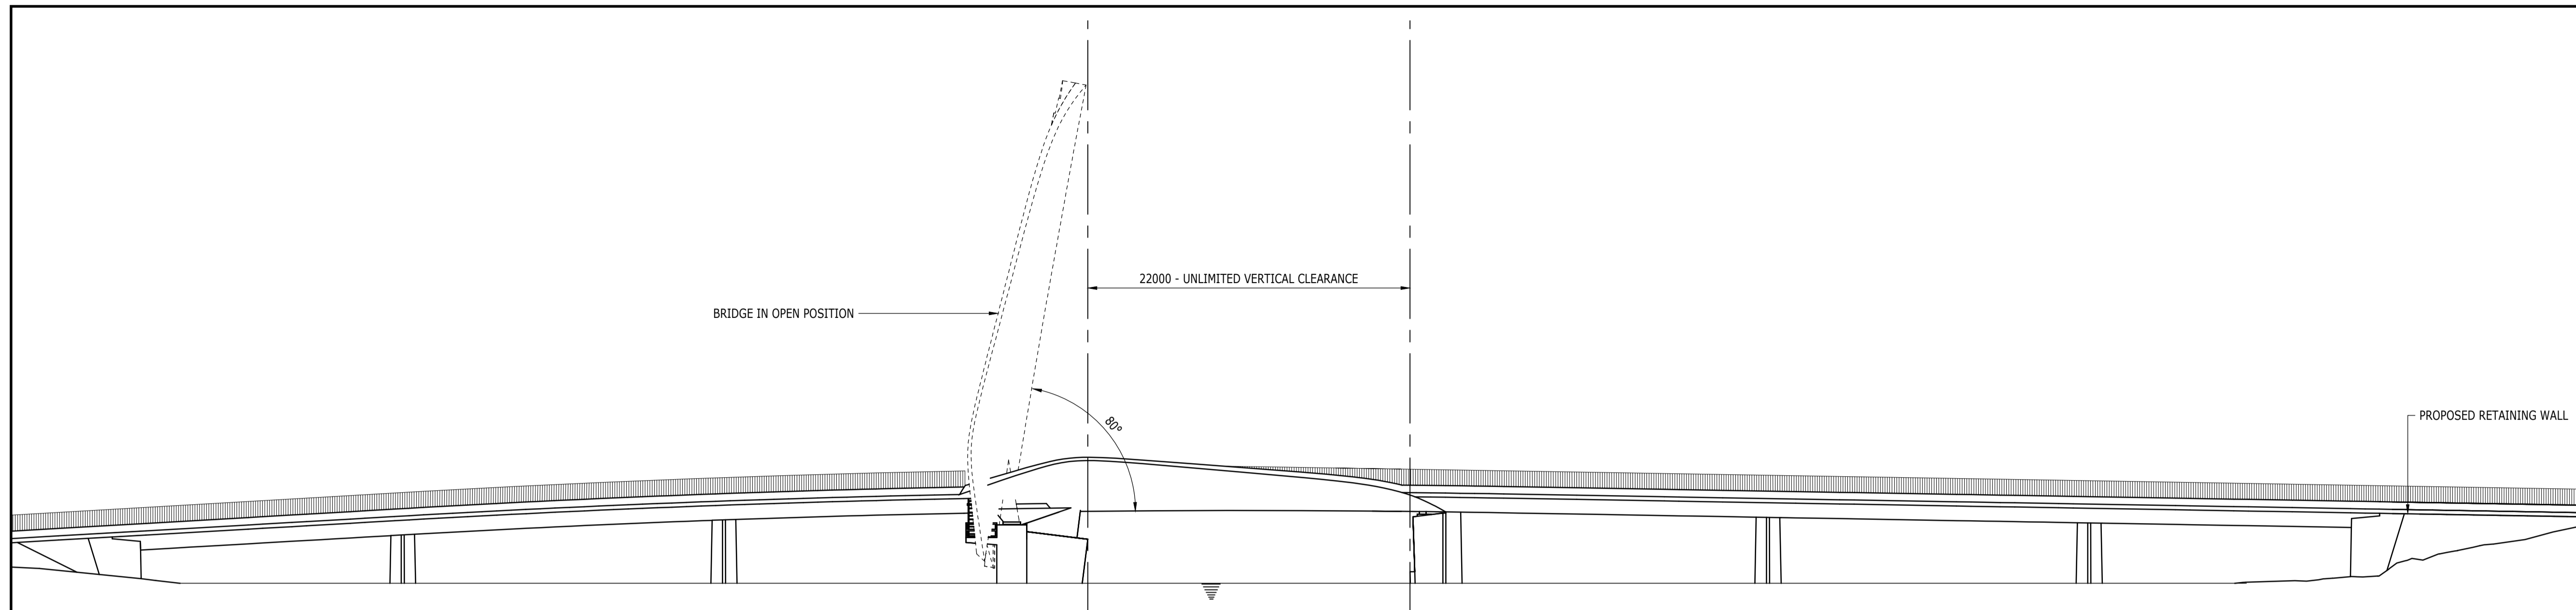 22000 - UNLIMITED VERTICAL CLEARANCE
BRIDGE IN OPEN POSITION
80°
PROPOSED RETAINING WALL